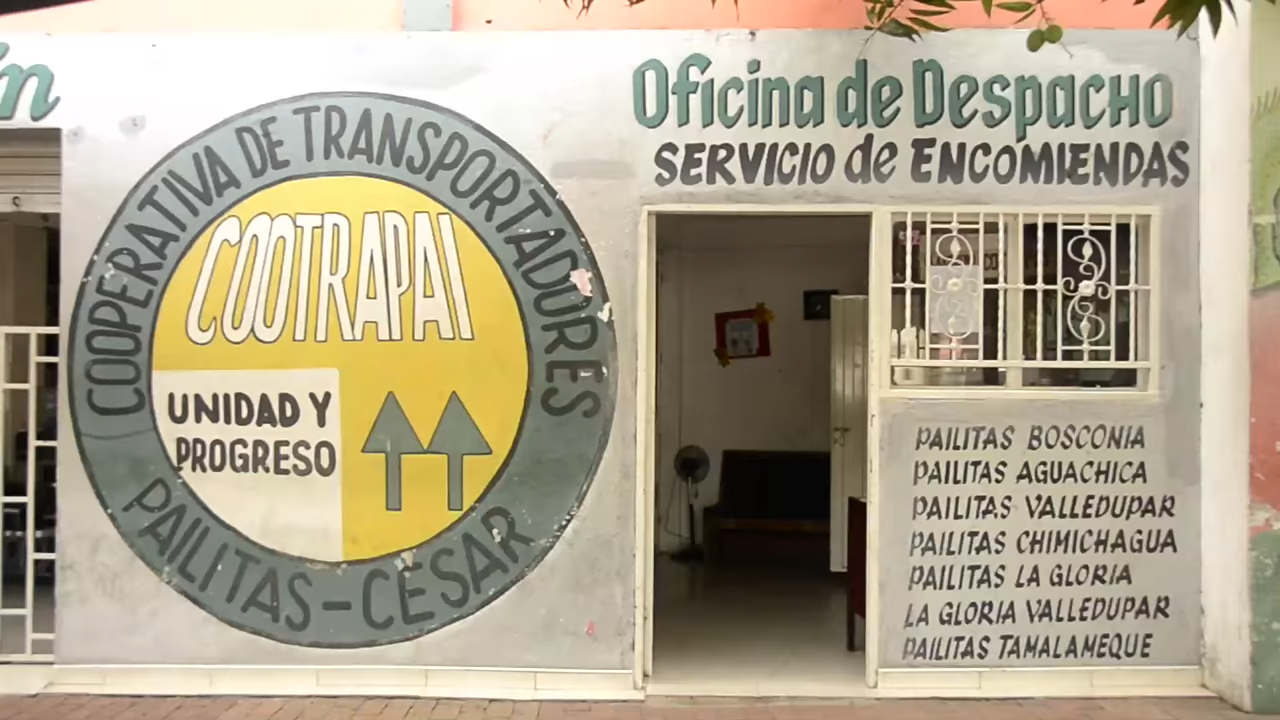 COOPERATIVA DE TRANSPORTADORES
COOTRAPAI
UNIDAD Y
PROGRESO
PAILITAS - CESAR
Oficina de Despacho
SERVICIO de ENCOMIENDAS
PAILITAS BOSCONIA
PAILITAS AGUACHICA
PAILITAS VALLEDUPAR
PAILITAS CHIMICHAGUA
PAILITAS LA GLORIA
LA GLORIA VALLEDUPAR
PAILITAS TAMALAMEQUE